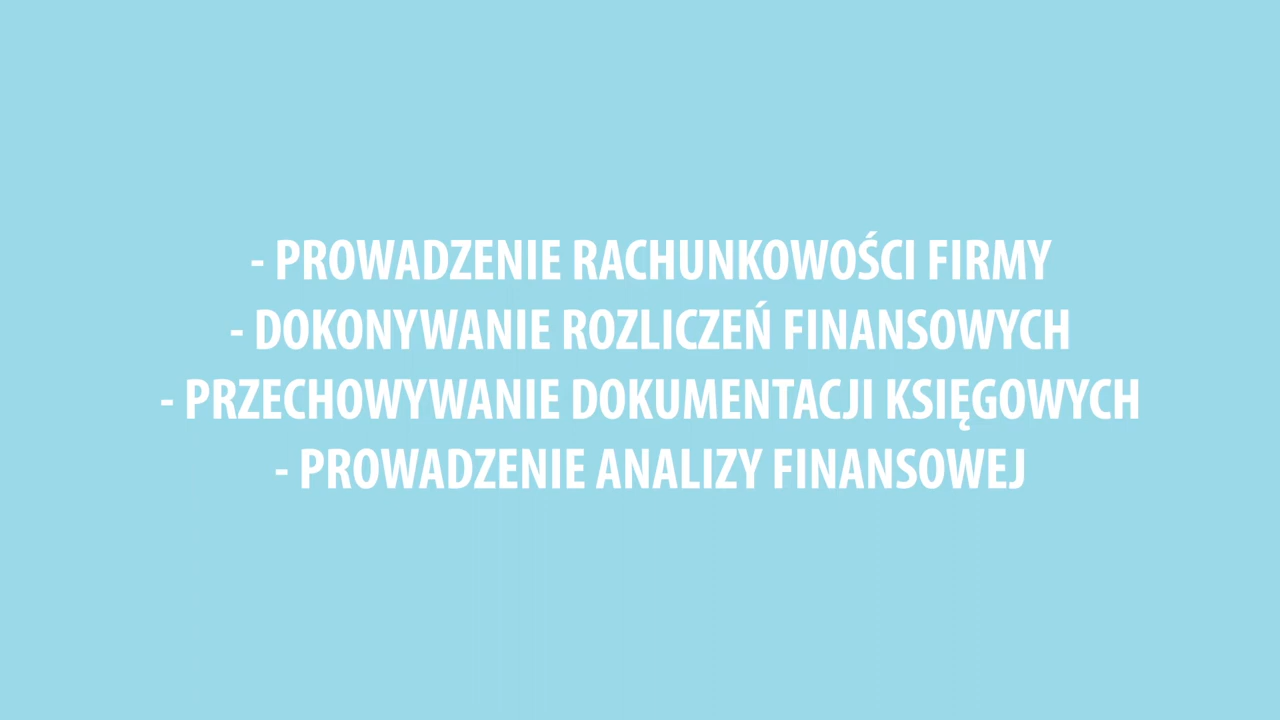 - PROWADZENIE RACHUNKOWOŚCI FIRMY
- DOKONYWANIE ROZLICZEŃ FINANSOWYCH
- PRZECHOWYWANIE DOKUMENTACJI KSIĘGOWYCH
- PROWADZENIE ANALIZY FINANSOWEJ